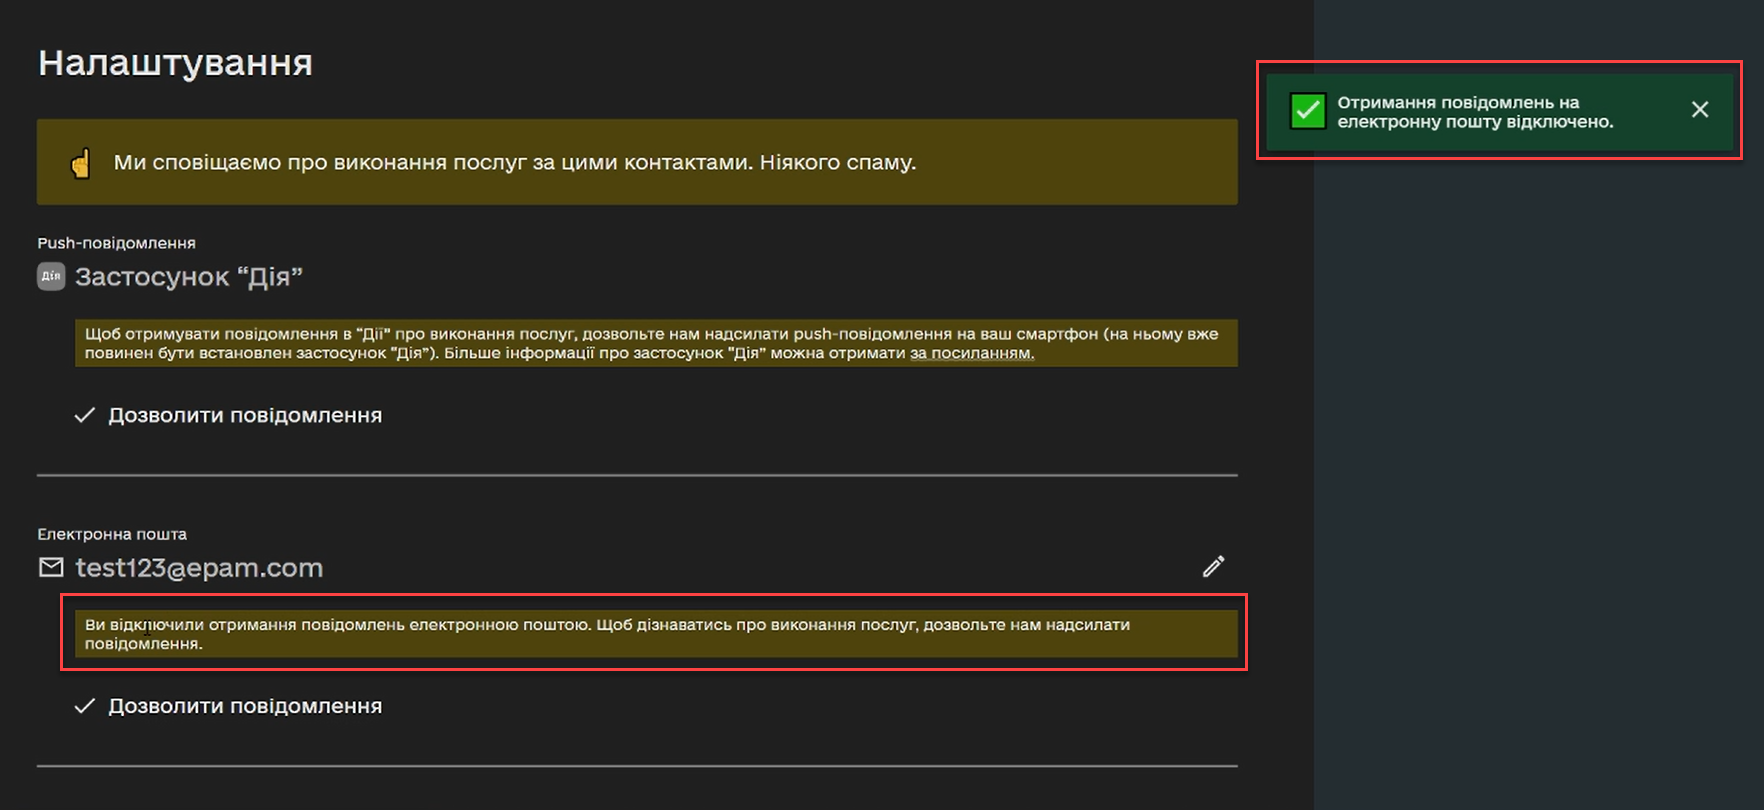 Налаштування
Отримання повідомлень на
електронну пошту відключено.
Ми сповіщаємо про виконання послуг за цими контактами. Ніякого спаму.
Push-повідомлення
Дія Застосунок “Дія”
Щоб отримувати повідомлення в “Дії” про виконання послуг, дозвольте нам надсилати push-повідомлення на ваш смартфон (на ньому вже
повинен бути встановлен застосунок “Дія”). Більше інформації про застосунок “Дія” можна отримати за посиланням.
Дозволити повідомлення
Електронна пошта
test123@epam.com
Ви відключили отримання повідомлень електронною поштою. Щоб дізнаватись про виконання послуг, дозвольте нам надсилати
повідомлення.
Дозволити повідомлення